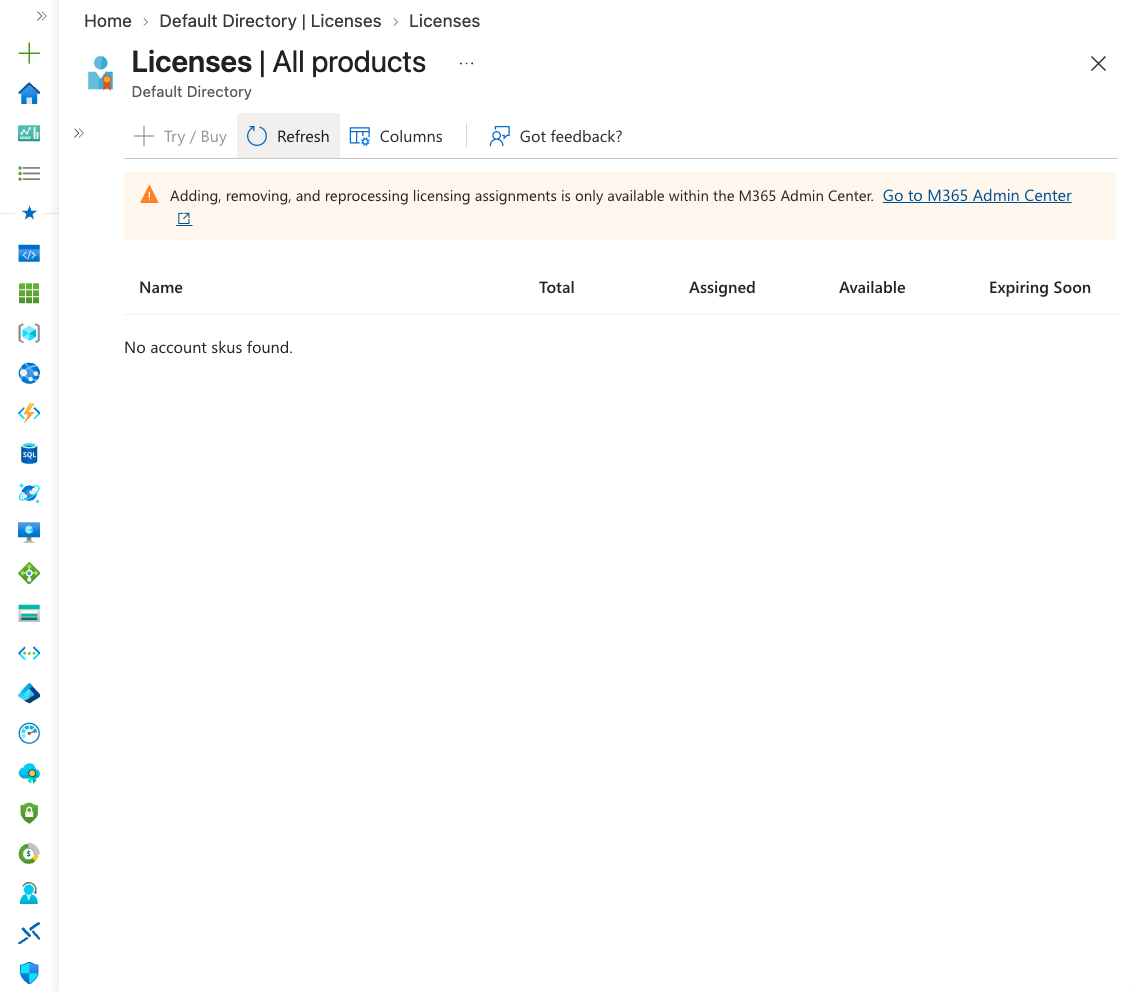 Home > Default Directory | Licenses > Licenses
Licenses | All products ...
Default Directory
Try / Buy Refresh Columns Got feedback?
Adding, removing, and reprocessing licensing assignments is only available within the M365 Admin Center. Go to M365 Admin Center
Name Total Assigned Available Expiring Soon
No account skus found.
SQL